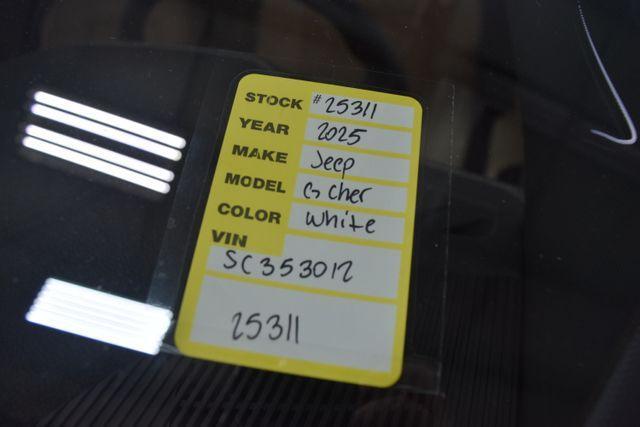 STOCK #25311
YEAR 2025
MAKE Jeep
MODEL G cher
COLOR White
VIN
SC353012
25311